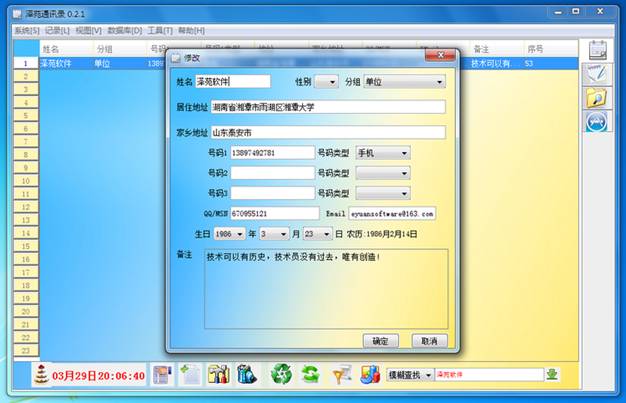 泽苑通讯录 0.2.1
系统[S] 记录[L] 视图[V] 数据库[D] 工具[T] 帮助[H]
姓名 分组 号码 备注 序号
1 泽苑软件 单位 1389 技术可以有... 53
2
3
4
5
6
7
8
9
10
11
12
13
14
15
16
17
18
19
20
21
22
23
修改
姓名 泽苑软件 性别 分组 单位
居住地址 湖南省湘潭市雨湖区湘潭大学
家乡地址 山东泰安市
号码1 13897492781 号码类型 手机
号码2 号码类型
号码3 号码类型
QQ/MSN 670955121 Email eyuansoftware@163.com
生日 1986 年 3 月 23 日 农历:1986年2月14日
备注 技术可以有历史，技术员没有过去，唯有创造！
确定 取消
03月29日20:06:40 模糊查找 泽苑软件